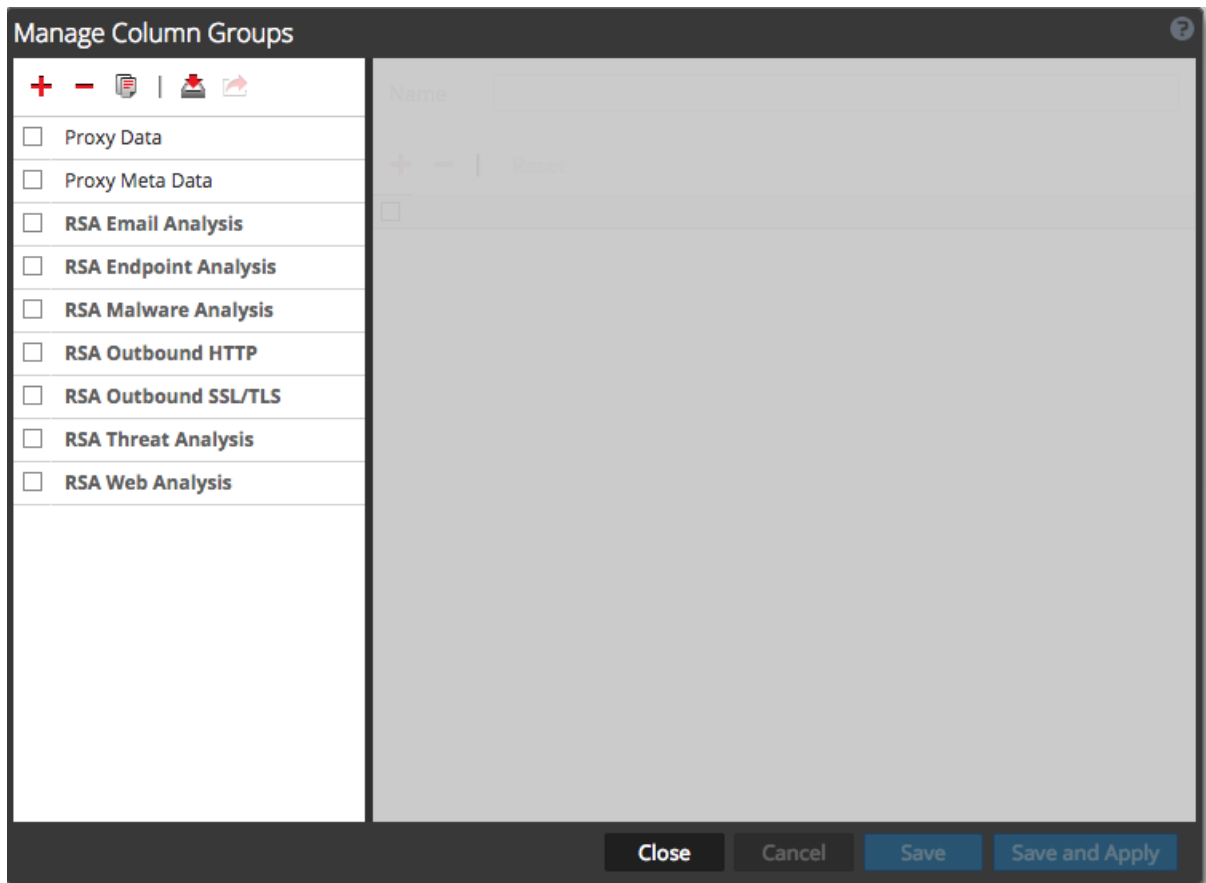 Manage Column Groups
Name
Proxy Data
Proxy Meta Data
Reset
RSA Email Analysis
RSA Endpoint Analysis
RSA Malware Analysis
RSA Outbound HTTP
RSA Outbound SSL/TLS
RSA Threat Analysis
RSA Web Analysis
Close Cancel Save Save and Apply